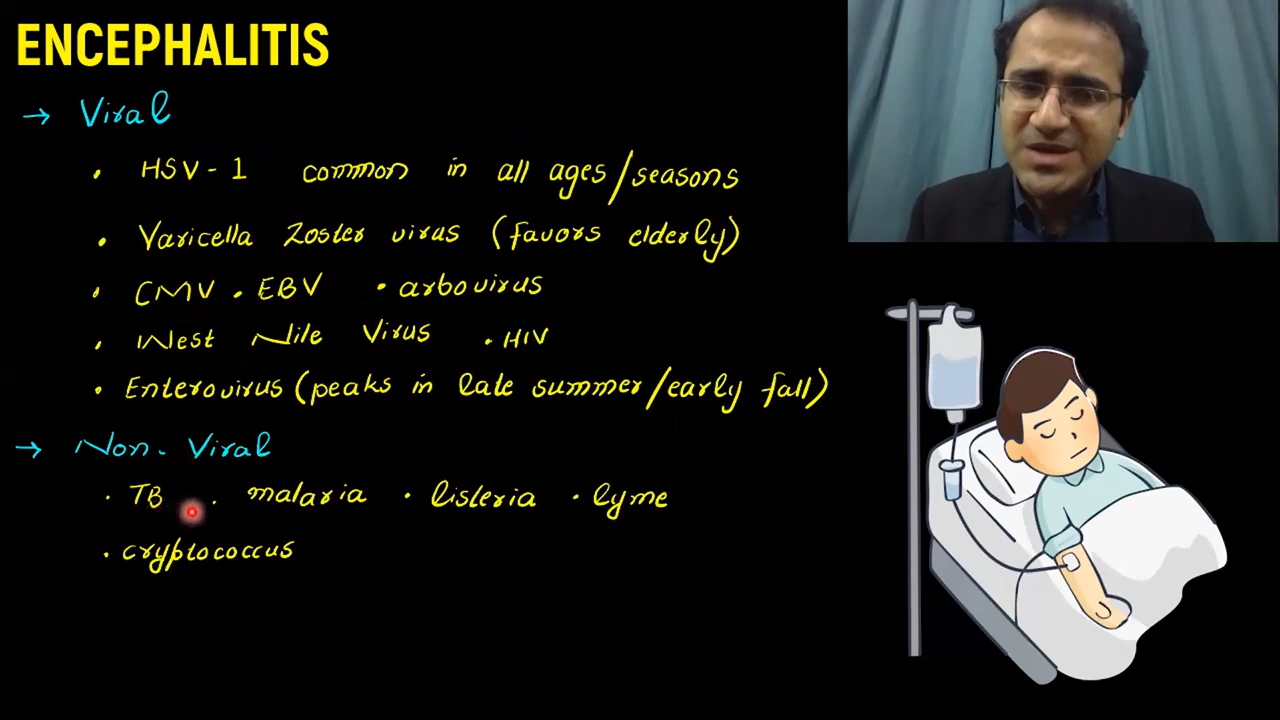 ENCEPHALITIS
→ Viral
• HSV-1 common in all ages/seasons
• Varicella Zoster virus (favors elderly)
• CMV • EBV • arbovirus
• West Nile Virus • HIV
• Enterovirus (peaks in late summer/early fall)
→ Non-Viral
• TB • malaria • listeria • lyme
• cryptococcus